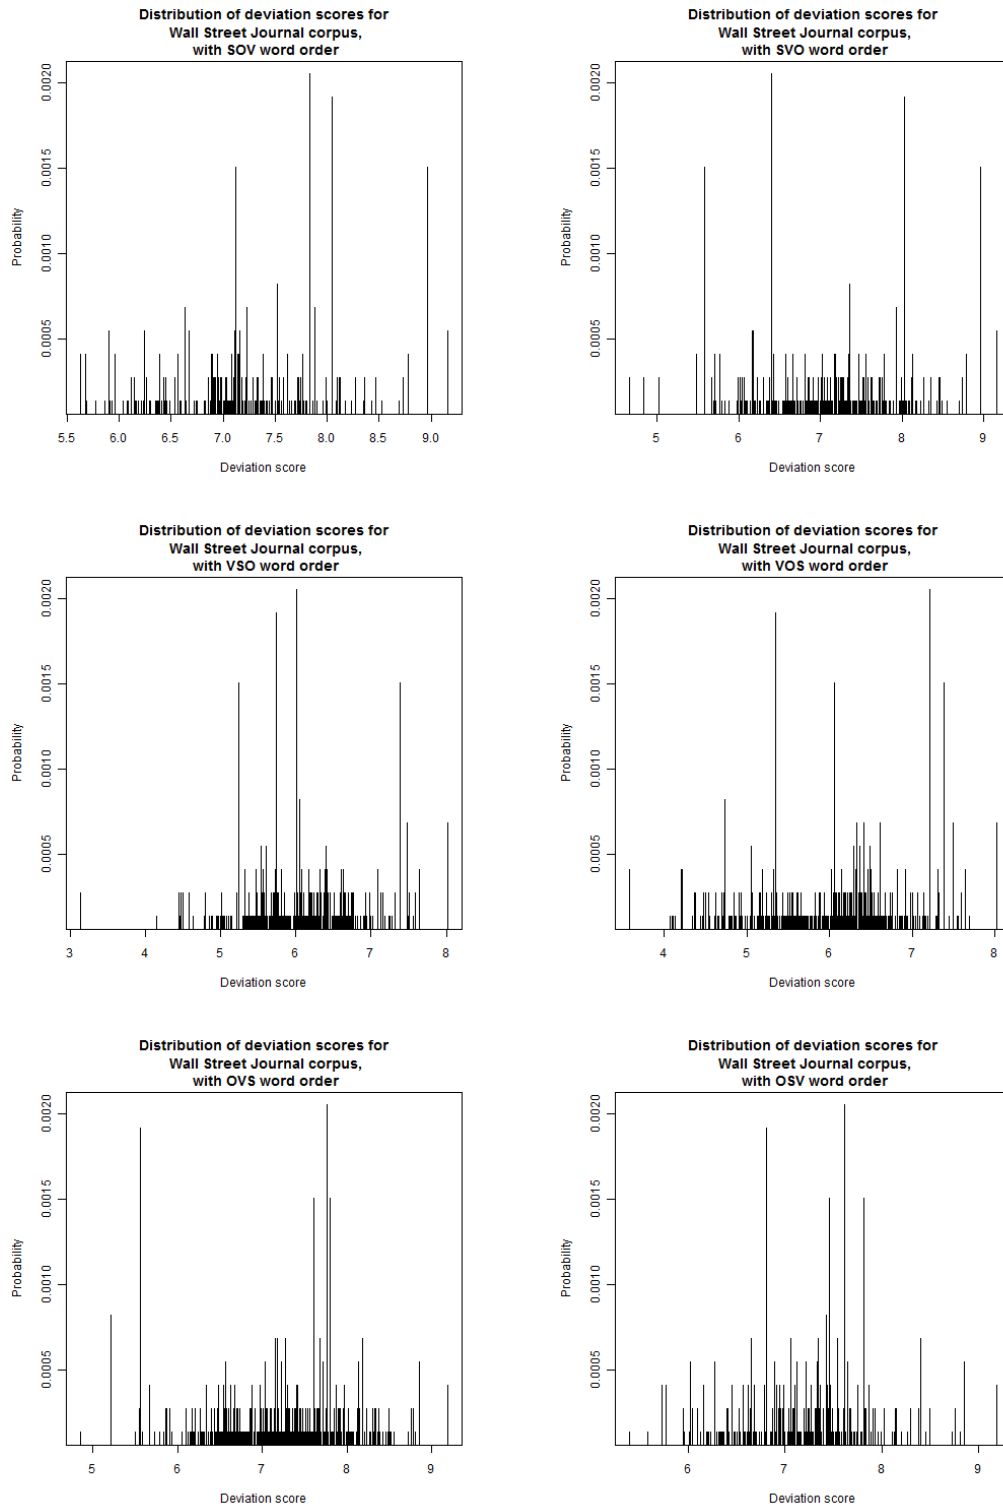 Distribution of deviation scores for
Wall Street Journal corpus,
with SOV word order
Probability
0.0005 0.0010 0.0015 0.0020
5.5 6.0 6.5 7.0 7.5 8.0 8.5 9.0
Deviation score
Distribution of deviation scores for
Wall Street Journal corpus,
with SVO word order
Probability
0.0005 0.0010 0.0015 0.0020
5 6 7 8 9
Deviation score
Distribution of deviation scores for
Wall Street Journal corpus,
with VSO word order
Probability
0.0005 0.0010 0.0015 0.0020
3 4 5 6 7 8
Deviation score
Distribution of deviation scores for
Wall Street Journal corpus,
with VOS word order
Probability
0.0005 0.0010 0.0015 0.0020
4 5 6 7 8
Deviation score
Distribution of deviation scores for
Wall Street Journal corpus,
with OVS word order
Probability
0.0005 0.0010 0.0015 0.0020
5 6 7 8 9
Deviation score
Distribution of deviation scores for
Wall Street Journal corpus,
with OSV word order
Probability
0.0005 0.0010 0.0015 0.0020
6 7 8 9
Deviation score